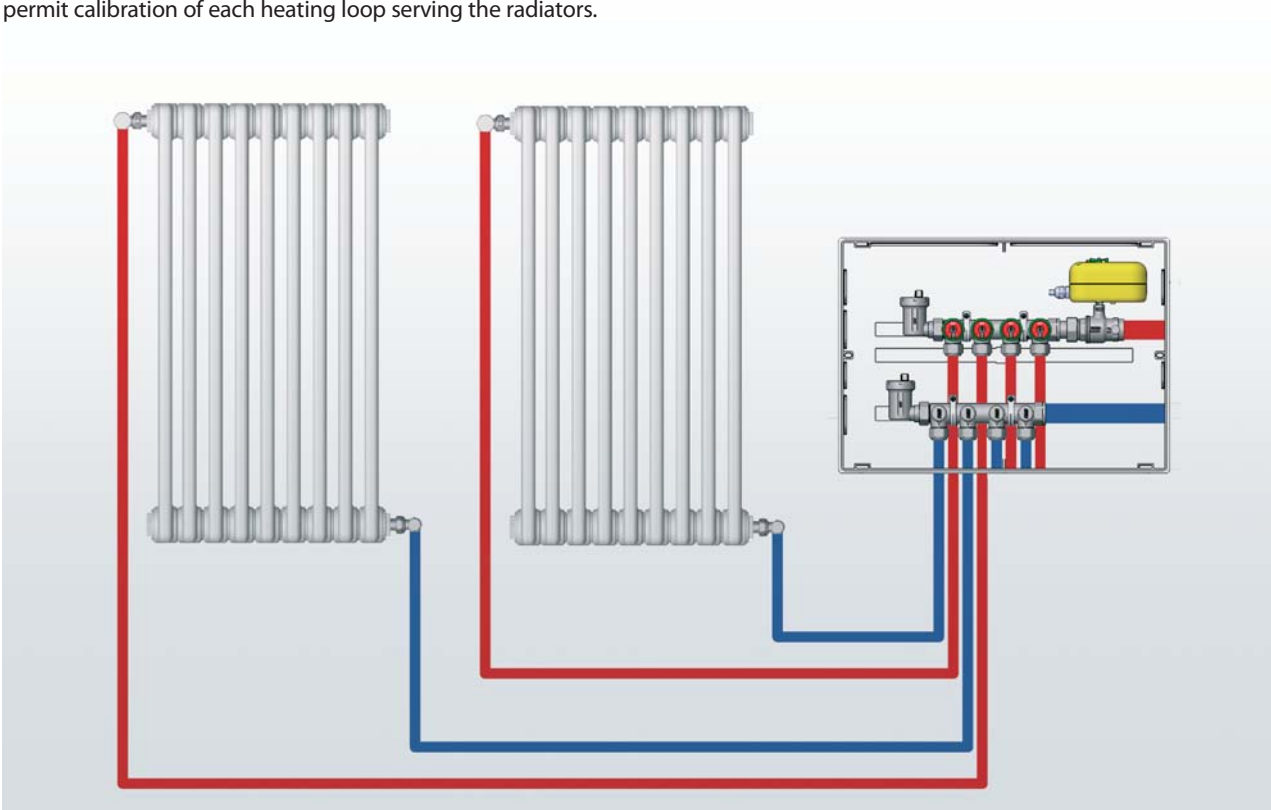 permit calibration of each heating loop serving the radiators.